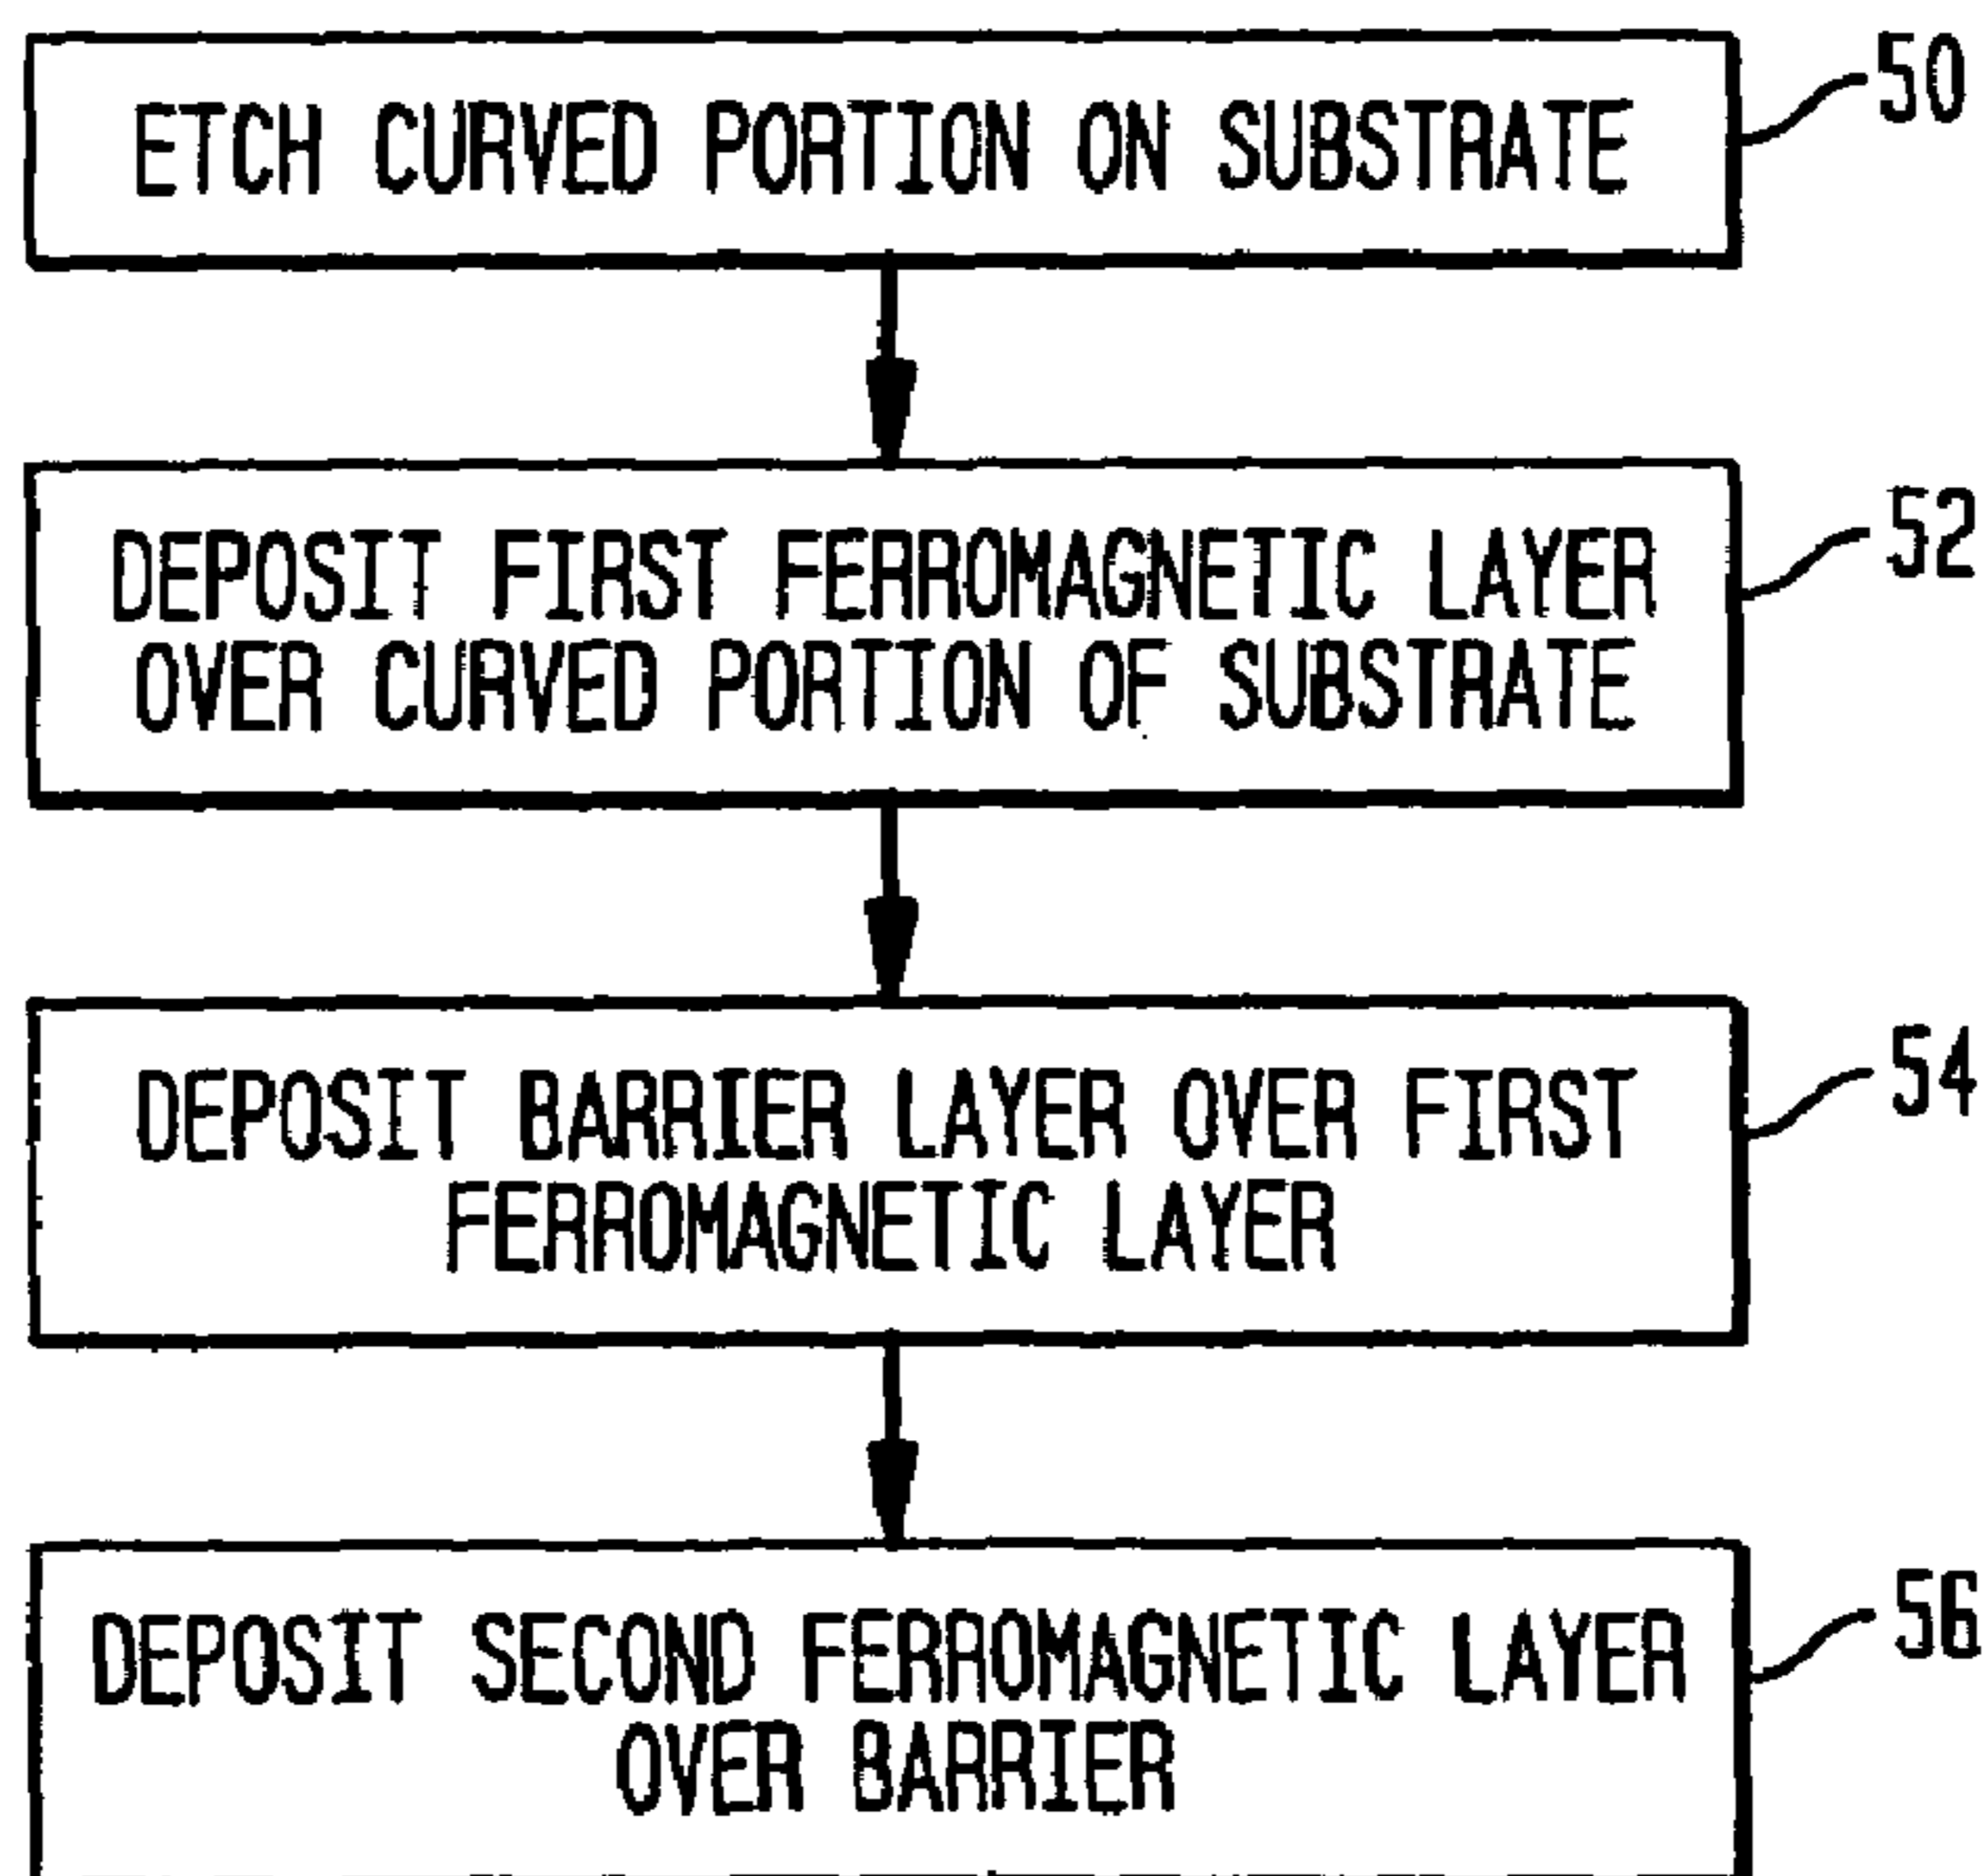 ETCH CURVED PORTION ON SUBSTRATE
50
DEPOSIT FIRST FERROMAGNETIC LAYER
OVER CURVED PORTION OF SUBSTRATE
52
DEPOSIT BARRIER LAYER OVER FIRST
FERROMAGNETIC LAYER
54
DEPOSIT SECOND FERROMAGNETIC LAYER
OVER BARRIER
56